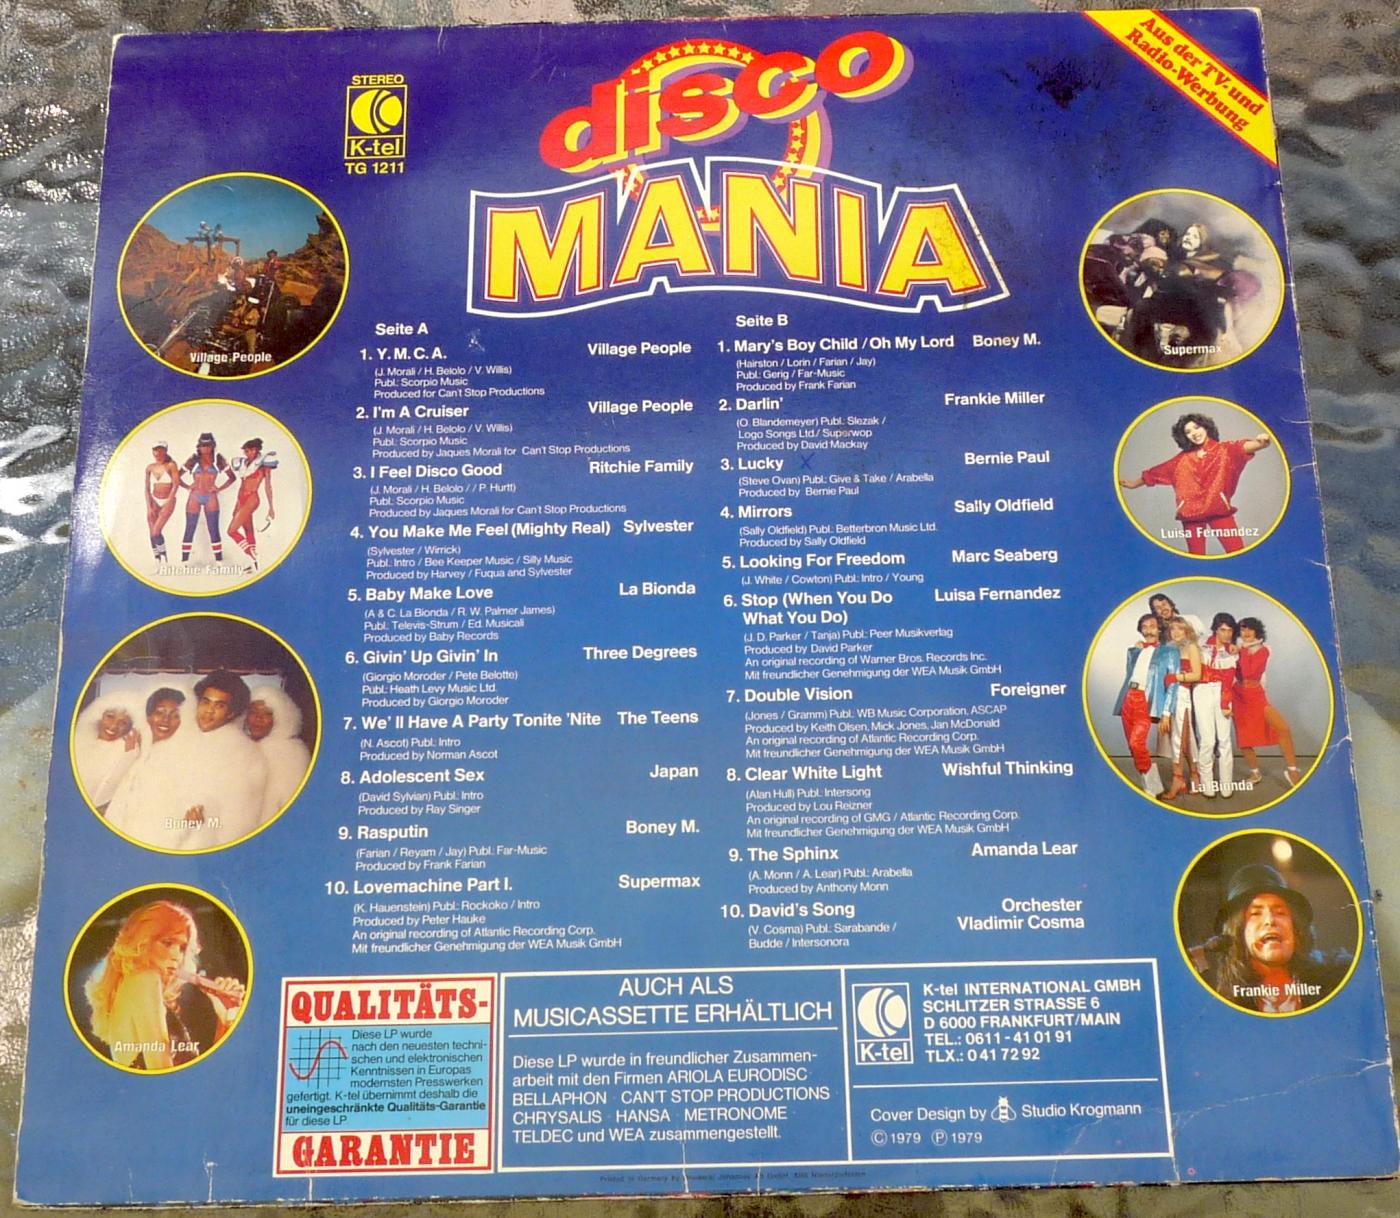 Aus der TV- und
Radio-Werbung
STEREO
K-tel
TG 1211
disco
MANIA
Village People
Ritchie Family
Boney M.
Amanda Lear
Supermax
Luisa Fernandez
La Bionda
Frankie Miller
Seite A
1. Y. M. C. A. Village People
(J. Morali / H. Belolo / V. Willis)
Publ.: Scorpio Music
Produced for Can't Stop Productions
2. I'm A Cruiser Village People
(J. Morali / H. Belolo / V. Willis)
Publ.: Scorpio Music
Produced by Jaques Morali for Can't Stop Productions
3. I Feel Disco Good Ritchie Family
(J. Morali / H. Belolo / / P. Hurtt)
Publ.: Scorpio Music
Produced by Jaques Morali for Can't Stop Productions
4. You Make Me Feel (Mighty Real) Sylvester
(Sylvester / Wirrick)
Publ.: Intro / Bee Keeper Music / Silly Music
Produced by Harvey / Fuqua and Sylvester
5. Baby Make Love La Bionda
(A & C. La Bionda / R. W. Palmer James)
Publ.: Televis-Strum / Ed. Musicali
Produced by Baby Records
6. Givin' Up Givin' In Three Degrees
(Giorgio Moroder / Pete Belotte)
Publ.: Heath Levy Music Ltd.
Produced by Giorgio Moroder
7. We' ll Have A Party Tonite 'Nite The Teens
(N. Ascot) Publ.: Intro
Produced by Norman Ascot
8. Adolescent Sex Japan
(David Sylvian) Publ.: Intro
Produced by Ray Singer
9. Rasputin Boney M.
(Farian / Reyam / Jay) Publ.: Far-Music
Produced by Frank Farian
10. Lovemachine Part I. Supermax
(K. Hauenstein) Publ.: Rockoko / Intro
Produced by Peter Hauke
An original recording of Atlantic Recording Corp.
Mit freundlicher Genehmigung der WEA Musik GmbH
Seite B
1. Mary's Boy Child / Oh My Lord Boney M.
(Hairston / Lorin / Farian / Jay)
Publ.: Gerig / Far-Music
Produced by Frank Farian
2. Darlin' Frankie Miller
(O. Blandemeyer) Publ.: Slezak /
Logo Songs Ltd./ Superwop
Produced by David Mackay
3. Lucky Bernie Paul
(Steve Ovan) Publ.: Give & Take / Arabella
Produced by Bernie Paul
4. Mirrors Sally Oldfield
(Sally Oldfield) Publ.: Betterbron Music Ltd.
Produced by Sally Oldfield
5. Looking For Freedom Marc Seaberg
(J. White / Cowton) Publ.: Intro / Young
6. Stop (When You Do Luisa Fernandez
What You Do)
(J. D. Parker / Tanja) Publ.: Peer Musikverlag
Produced by David Parker
An original recording of Warner Bros. Records Inc.
Mit freundlicher Genehmigung der WEA Musik GmbH
7. Double Vision Foreigner
(Jones / Gramm) Publ.: WB Music Corporation, ASCAP
Produced by Keith Olsen, Mick Jones, Jan McDonald
An original recording of Atlantic Recording Corp.
Mit freundlicher Genehmigung der WEA Musik GmbH
8. Clear White Light Wishful Thinking
(Alan Hull) Publ.: Intersong
Produced by Lou Reizner
An original recording of GMG / Atlantic Recording Corp.
Mit freundlicher Genehmigung der WEA Musik GmbH
9. The Sphinx Amanda Lear
(A. Monn / A. Lear) Publ.: Arabella
Produced by Anthony Monn
10. David's Song Orchester
Vladimir Cosma
(V. Cosma) Publ.: Sarabande /
Budde / Intersonora
QUALITÄTS-
Diese LP wurde
nach den neuesten techni-
schen und elektronischen
Kenntnissen in Europas
modernsten Presswerken
gefertigt. K-tel übernimmt deshalb die
uneingeschränkte Qualitäts-Garantie
für diese LP
GARANTIE
AUCH ALS
MUSICASSETTE ERHÄLTLICH
Diese LP wurde in freundlicher Zusammen-
arbeit mit den Firmen ARIOLA EURODISC ·
BELLAPHON · CAN'T STOP PRODUCTIONS ·
CHRYSALIS · HANSA · METRONOME ·
TELDEC und WEA zusammengestellt.
K-tel
K-tel INTERNATIONAL GMBH
SCHLITZER STRASSE 6
D 6000 FRANKFURT/MAIN
TEL.: 0611 - 41 01 91
TLX.: 0 41 72 92
Cover Design by Studio Krogmann
© 1979 ℗ 1979
Printed in Germany by